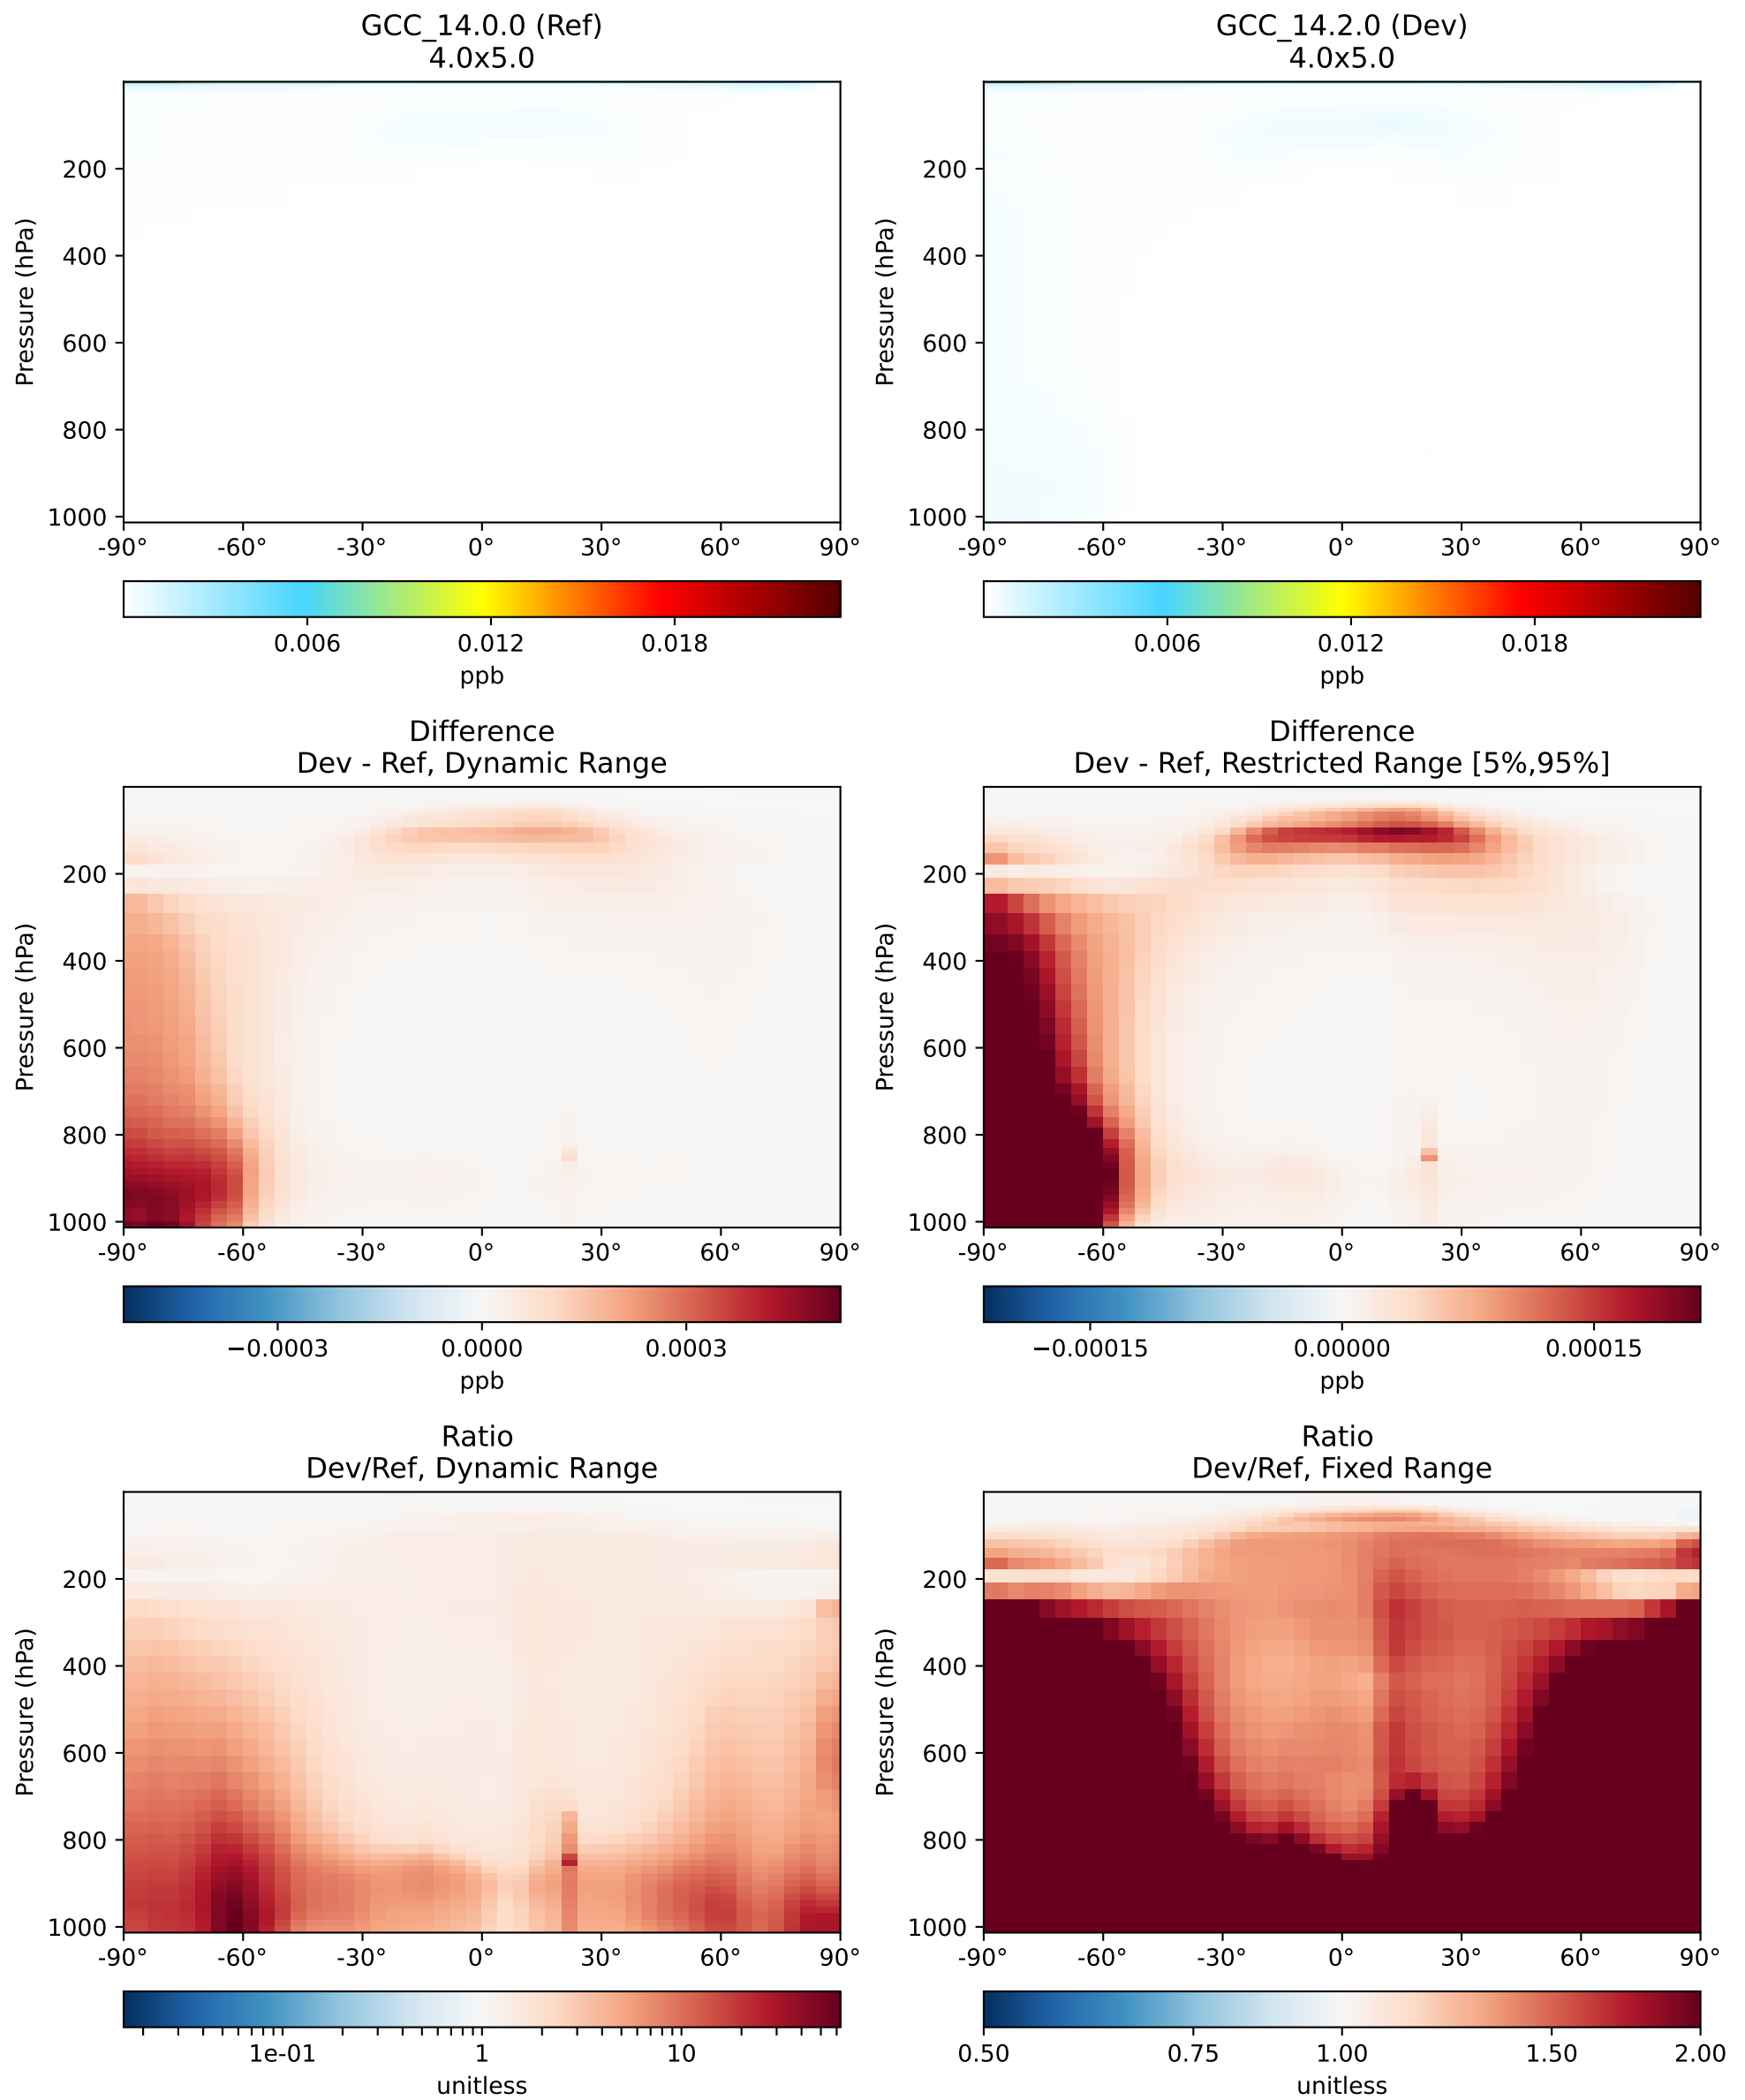 GCC_14.0.0 (Ref)
4.0x5.0
GCC_14.2.0 (Dev)
4.0x5.0
Pressure (hPa)
200
400
600
800
1000
-90° -60° -30° 0° 30° 60° 90°
0.006 0.012 0.018
ppb
Pressure (hPa)
200
400
600
800
1000
-90° -60° -30° 0° 30° 60° 90°
0.006 0.012 0.018
ppb
Difference
Dev - Ref, Dynamic Range
Pressure (hPa)
200
400
600
800
1000
-90° -60° -30° 0° 30° 60° 90°
−0.0003 0.0000 0.0003
ppb
Difference
Dev - Ref, Restricted Range [5%,95%]
Pressure (hPa)
200
400
600
800
1000
-90° -60° -30° 0° 30° 60° 90°
−0.00015 0.00000 0.00015
ppb
Ratio
Dev/Ref, Dynamic Range
Pressure (hPa)
200
400
600
800
1000
-90° -60° -30° 0° 30° 60° 90°
1e-01 1 10
unitless
Ratio
Dev/Ref, Fixed Range
Pressure (hPa)
200
400
600
800
1000
-90° -60° -30° 0° 30° 60° 90°
0.50 0.75 1.00 1.50 2.00
unitless